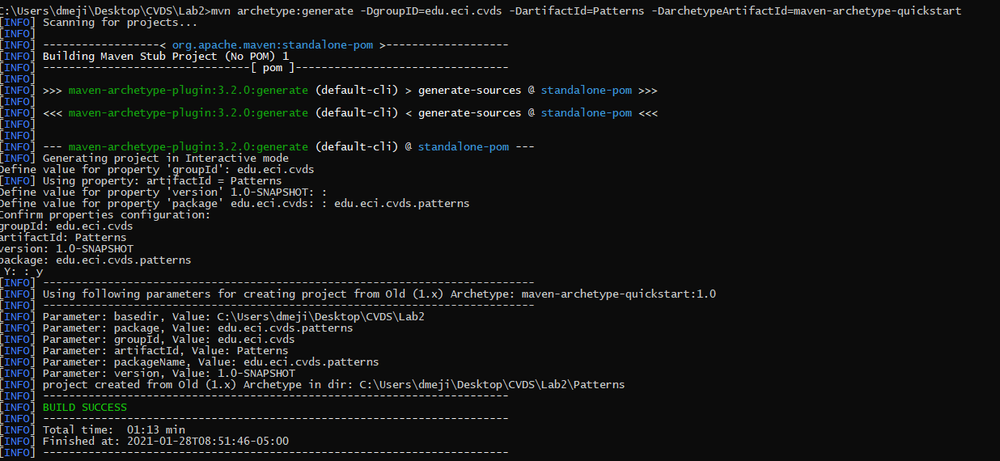 C:\Users\dmeji\Desktop\CVDS\Lab2>mvn archetype:generate -DgroupID=edu.eci.cvds -DartifactId=Patterns -DarchetypeArtifactId=maven-archetype-quickstart
[INFO] Scanning for projects...
[INFO]
[INFO] ------------------< org.apache.maven:standalone-pom >-------------------
[INFO] Building Maven Stub Project (No POM) 1
[INFO] --------------------------------[ pom ]---------------------------------
[INFO]
[INFO] >>> maven-archetype-plugin:3.2.0:generate (default-cli) > generate-sources @ standalone-pom >>>
[INFO]
[INFO] <<< maven-archetype-plugin:3.2.0:generate (default-cli) < generate-sources @ standalone-pom <<<
[INFO]
[INFO]
[INFO] --- maven-archetype-plugin:3.2.0:generate (default-cli) @ standalone-pom ---
[INFO] Generating project in Interactive mode
Define value for property 'groupId': edu.eci.cvds
[INFO] Using property: artifactId = Patterns
Define value for property 'version' 1.0-SNAPSHOT: :
Define value for property 'package' edu.eci.cvds: : edu.eci.cvds.patterns
Confirm properties configuration:
groupId: edu.eci.cvds
artifactId: Patterns
version: 1.0-SNAPSHOT
package: edu.eci.cvds.patterns
 Y: : y
[INFO] ----------------------------------------------------------------------------
[INFO] Using following parameters for creating project from Old (1.x) Archetype: maven-archetype-quickstart:1.0
[INFO] ----------------------------------------------------------------------------
[INFO] Parameter: basedir, Value: C:\Users\dmeji\Desktop\CVDS\Lab2
[INFO] Parameter: package, Value: edu.eci.cvds.patterns
[INFO] Parameter: groupId, Value: edu.eci.cvds
[INFO] Parameter: artifactId, Value: Patterns
[INFO] Parameter: packageName, Value: edu.eci.cvds.patterns
[INFO] Parameter: version, Value: 1.0-SNAPSHOT
[INFO] project created from Old (1.x) Archetype in dir: C:\Users\dmeji\Desktop\CVDS\Lab2\Patterns
[INFO] ------------------------------------------------------------------------
[INFO] BUILD SUCCESS
[INFO] ------------------------------------------------------------------------
[INFO] Total time:  01:13 min
[INFO] Finished at: 2021-01-28T08:51:46-05:00
[INFO] ------------------------------------------------------------------------